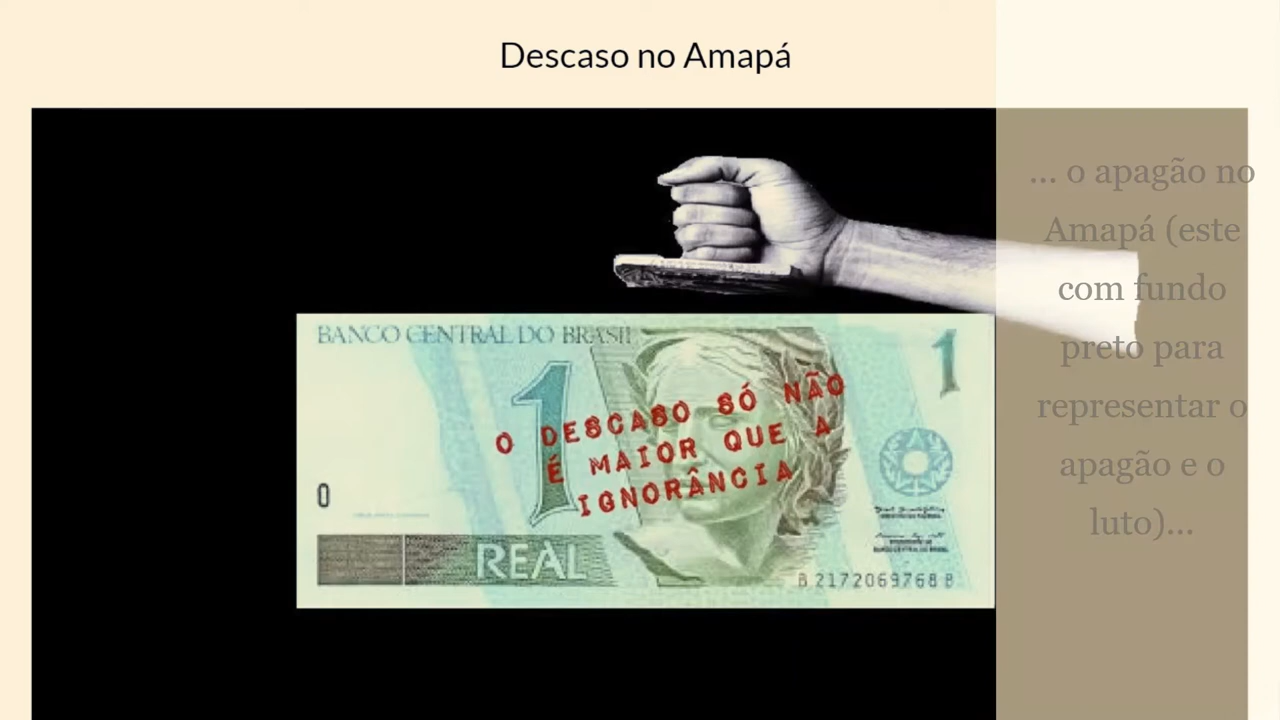 Descaso no Amapá
... o apagão no
Amapá (este
com fundo
preto para
representar o
apagão e o
luto)...
BANCO CENTRAL DO BRASIL
1
1
O DESCASO SÓ NÃO
É MAIOR QUE A
IGNORÂNCIA
0
REAL
B 2172069768 B